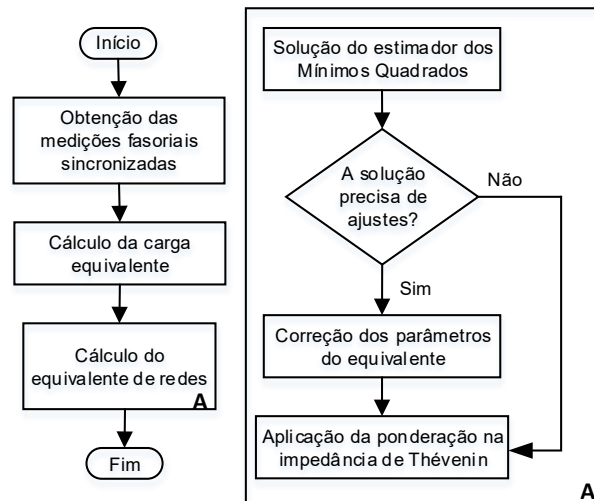 Início
Obtenção das
medições fasoriais
sincronizadas
Cálculo da carga
equivalente
Cálculo do
equivalente de redes
A
Fim
Solução do estimador dos
Mínimos Quadrados
A solução
precisa de
ajustes?
Não
Sim
Correção dos parâmetros
do equivalente
Aplicação da ponderação na
impedância de Thévenin
A